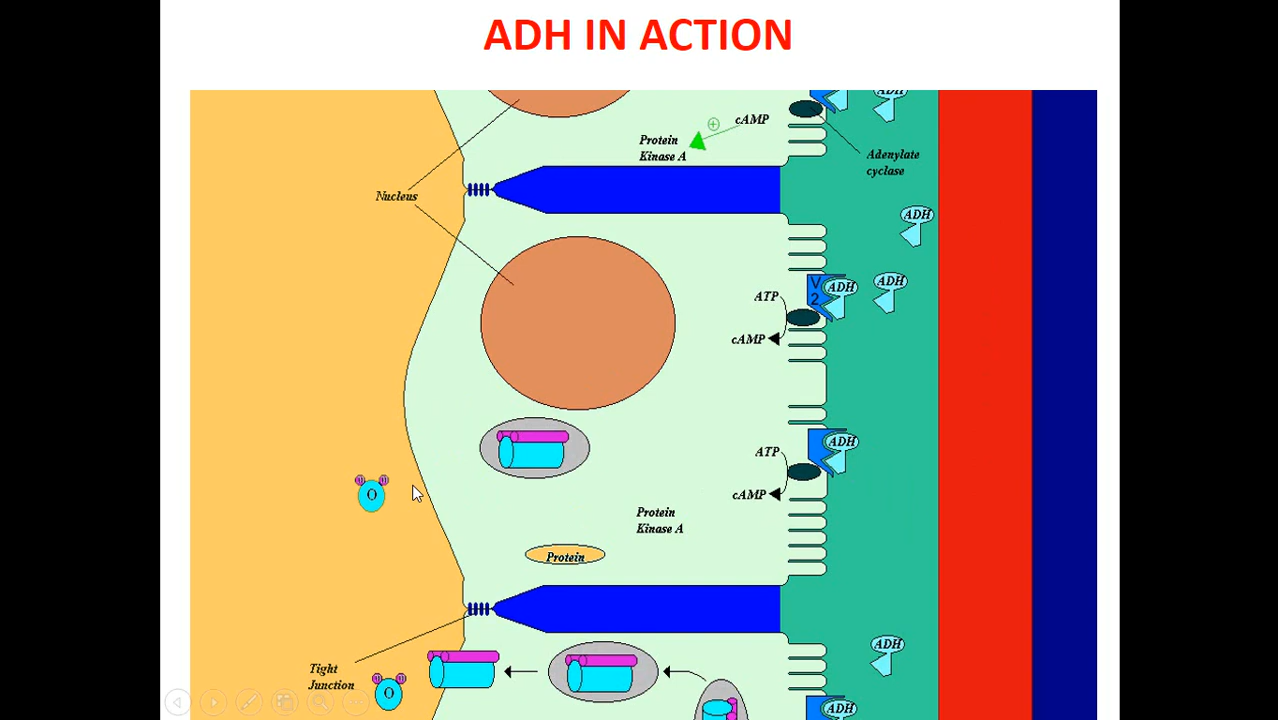 ADH IN ACTION
ADH
cAMP
Protein
Kinase A
Adenylate
cyclase
Nucleus
ADH
V
2
ADH
ADH
ATP
cAMP
ADH
ATP
cAMP
Protein
Kinase A
Protein
O
Tight
Junction
ADH
O
ADH